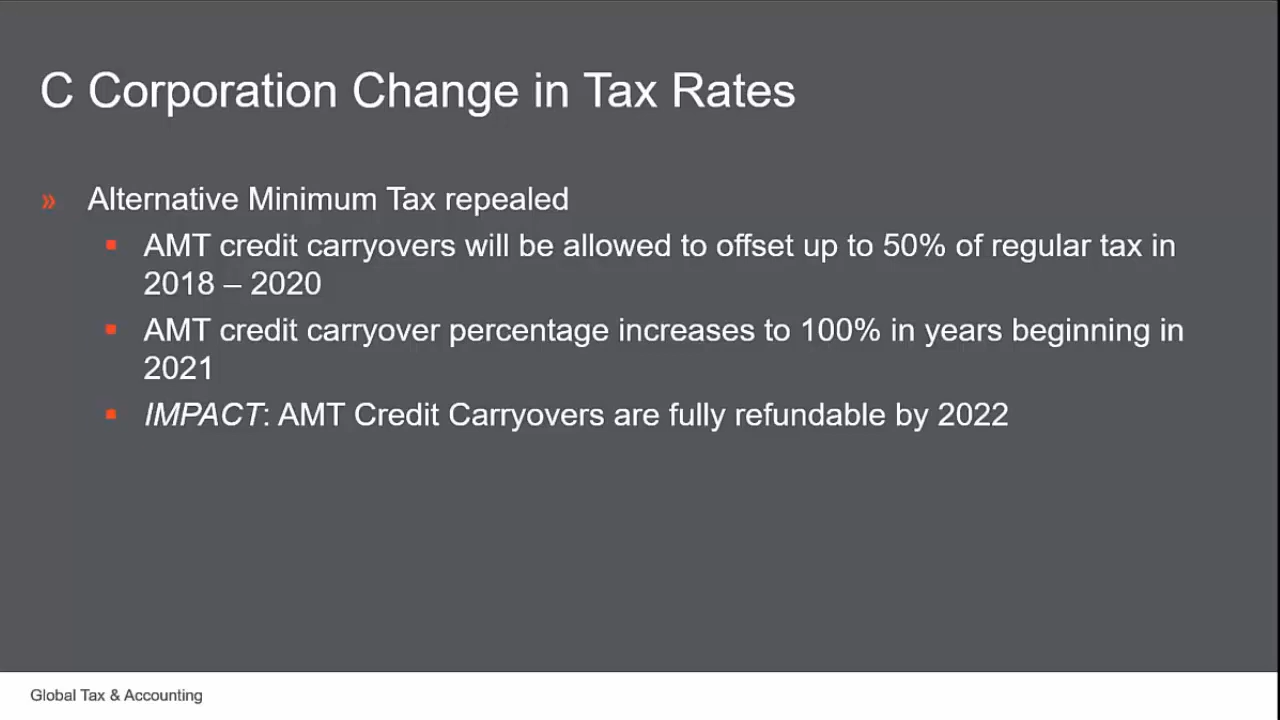 C Corporation Change in Tax Rates
» Alternative Minimum Tax repealed
▪ AMT credit carryovers will be allowed to offset up to 50% of regular tax in
2018 – 2020
▪ AMT credit carryover percentage increases to 100% in years beginning in
2021
▪ IMPACT: AMT Credit Carryovers are fully refundable by 2022
Global Tax & Accounting